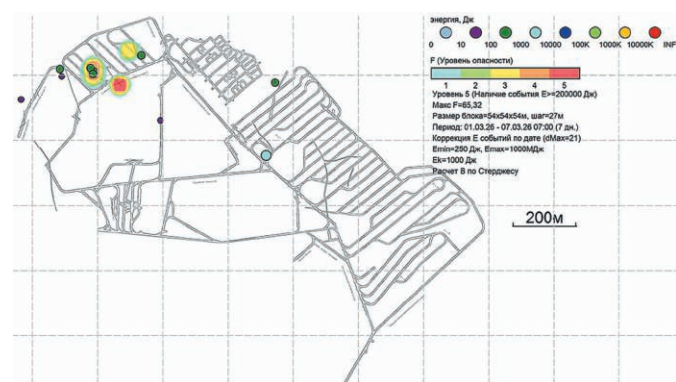 энергия, Дж
0 10 100 1000 10000 100K 1000K 10000K INF
F (Уровень опасности)
1 2 3 4 5
Уровень 5 (Наличие события E>=200000 Дж)
Макс F=65,32
Размер блока=54x54x54м, шаг=27м
Период: 01.03.26 - 07.03.26 07:00 (7 дн.)
Коррекция E событий по дате (dMax=21)
Emin=250 Дж, Emax=1000МДж
Ek=1000 Дж
Расчет B по Стерджесу
200м